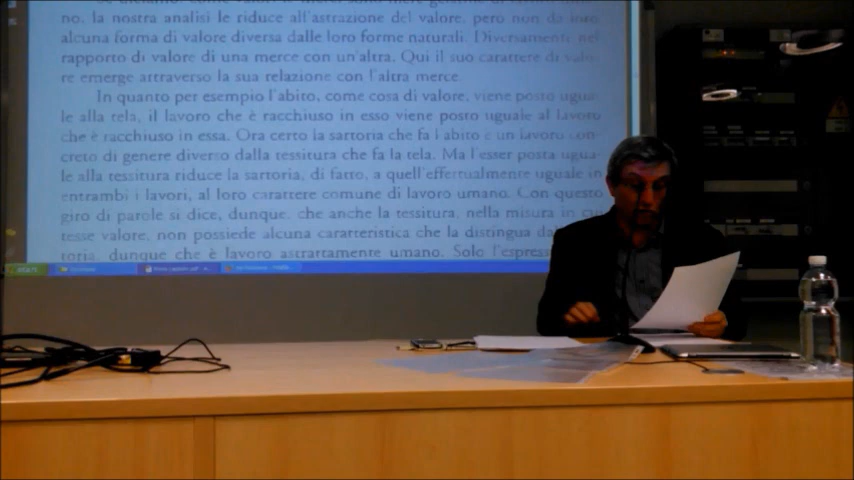 no, la nostra analisi le riduce all'astrazione del valore, pero non dà loro
alcuna forma di valore diversa dalle loro forme naturali. Diversamente nel
rapporto di valore di una merce con un'altra. Qui il suo carattere di valo-
re emerge attraverso la sua relazione con l'altra merce.
In quanto per esempio l'abito, come cosa di valore, viene posto ugua-
le alla tela, il lavoro che è racchiuso in esso viene posto uguale al lavoro
che è racchiuso in essa. Ora certo la sartoria che fa l'abito è un lavoro con-
creto di genere diverso dalla tessitura che fa la tela. Ma l'esser posta ugua-
le alla tessitura riduce la sartoria, di fatto, a quell'effettualmente uguale in
entrambi i lavori, al loro carattere comune di lavoro umano. Con questo
giro di parole si dice, dunque, che anche la tessitura, nella misura in cui
tesse valore, non possiede alcuna caratteristica che la distingua
toria, dunque che è lavoro astrattamente umano. Solo l'espress